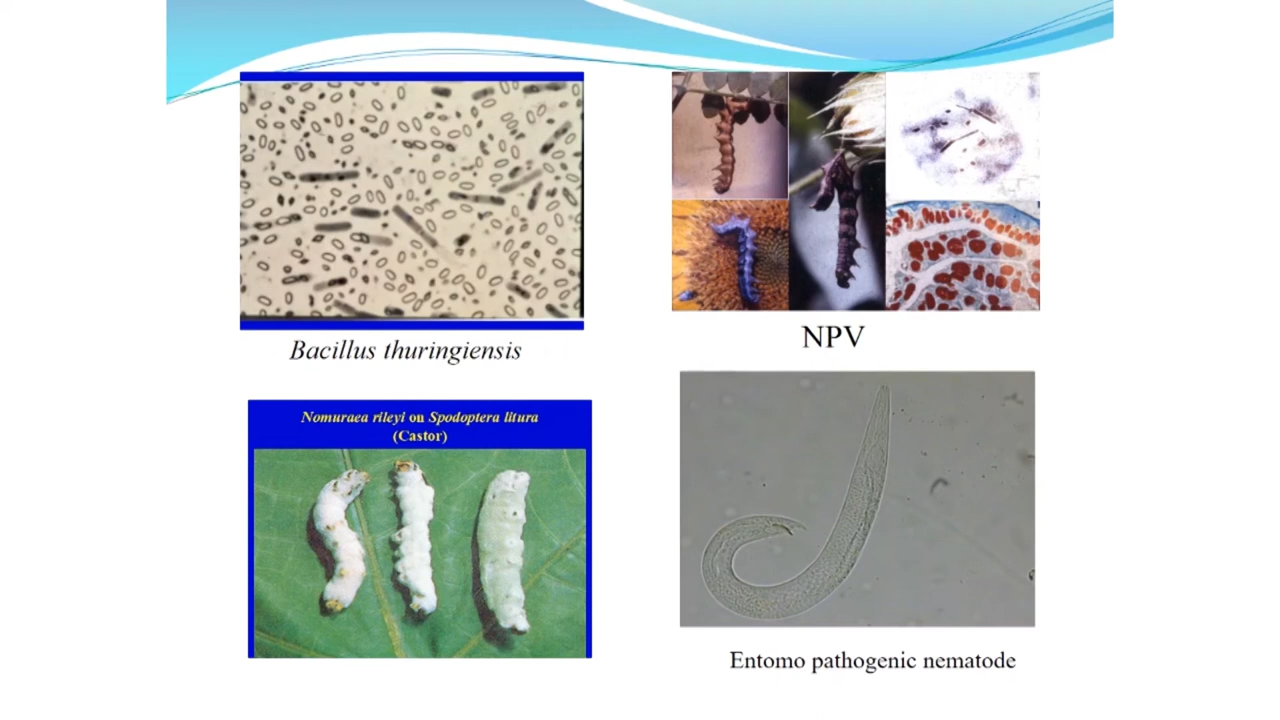 Bacillus thuringiensis
NPV
Nomuraea rileyi on Spodoptera litura
(Castor)
Entomo pathogenic nematode